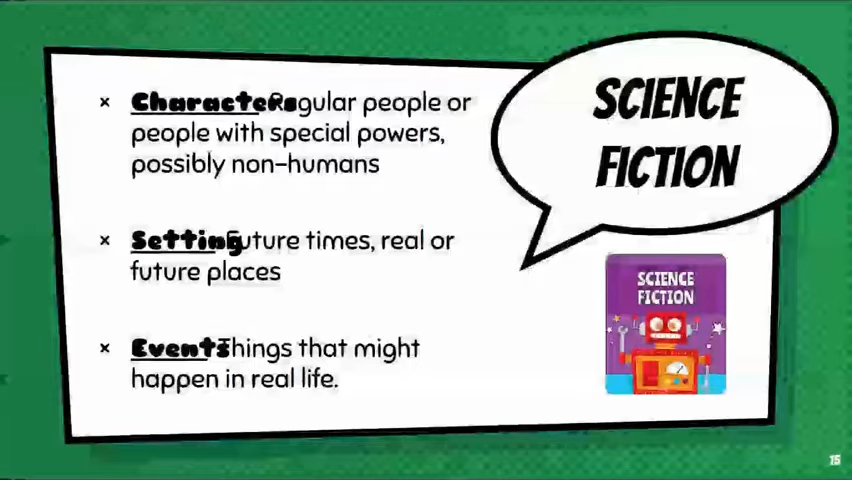 SCIENCE
FICTION
× Characters Regular people or
people with special powers,
possibly non-humans
× Setting Future times, real or
future places
× Events Things that might
happen in real life.
SCIENCE
FICTION
15